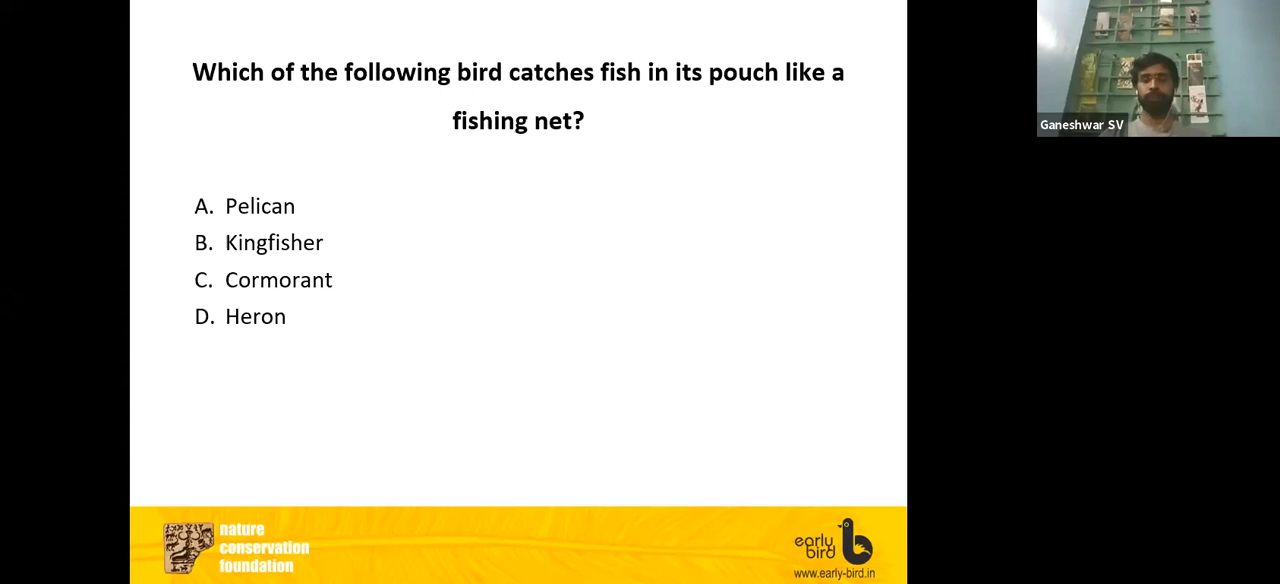 Which of the following bird catches fish in its pouch like a
fishing net?
A. Pelican
B. Kingfisher
C. Cormorant
D. Heron
Ganeshwar SV
nature
conservation
foundation
early
bird
www.early-bird.in